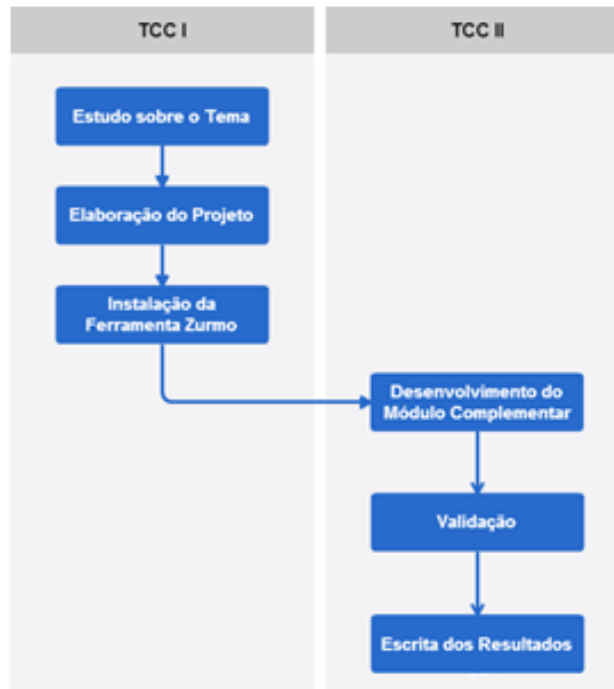 TCC I
Estudo sobre o Tema
Elaboração do Projeto
Instalação da
Ferramenta Zurmo
TCC II
Desenvolvimento do
Módulo Complementar
Validação
Escrita dos Resultados